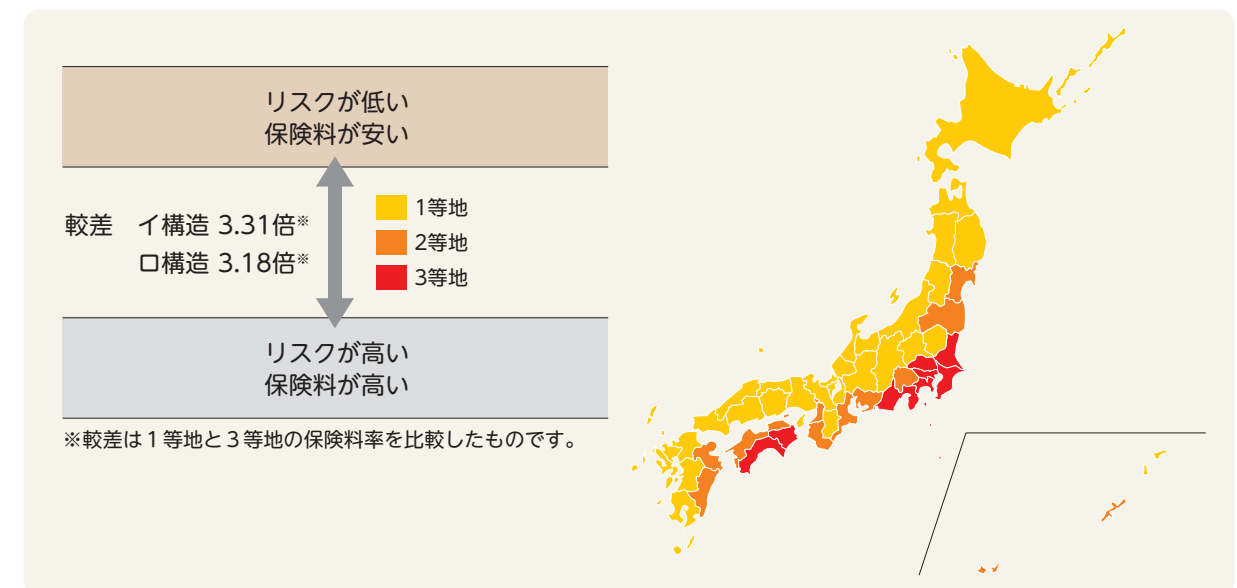 リスクが低い
保険料が安い
較差 イ構造 3.31倍※
ロ構造 3.18倍※
1等地
2等地
3等地
リスクが高い
保険料が高い
※較差は1等地と3等地の保険料率を比較したものです。